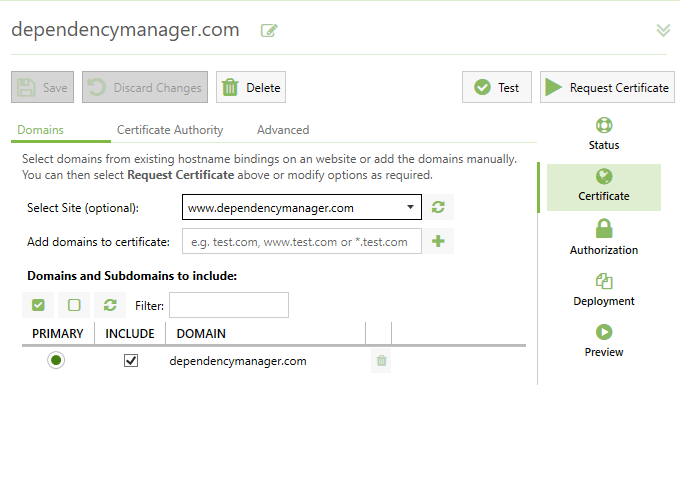 dependencymanager.com
Save Discard Changes Delete Test Request Certificate
Domains Certificate Authority Advanced
Select domains from existing hostname bindings on an website or add the domains manually.
You can then select Request Certificate above or modify options as required.
Select Site (optional): www.dependencymanager.com
Add domains to certificate: e.g. test.com, www.test.com or *.test.com
Domains and Subdomains to include:
Filter:
PRIMARY INCLUDE DOMAIN
dependencymanager.com
Status
Certificate
Authorization
Deployment
Preview